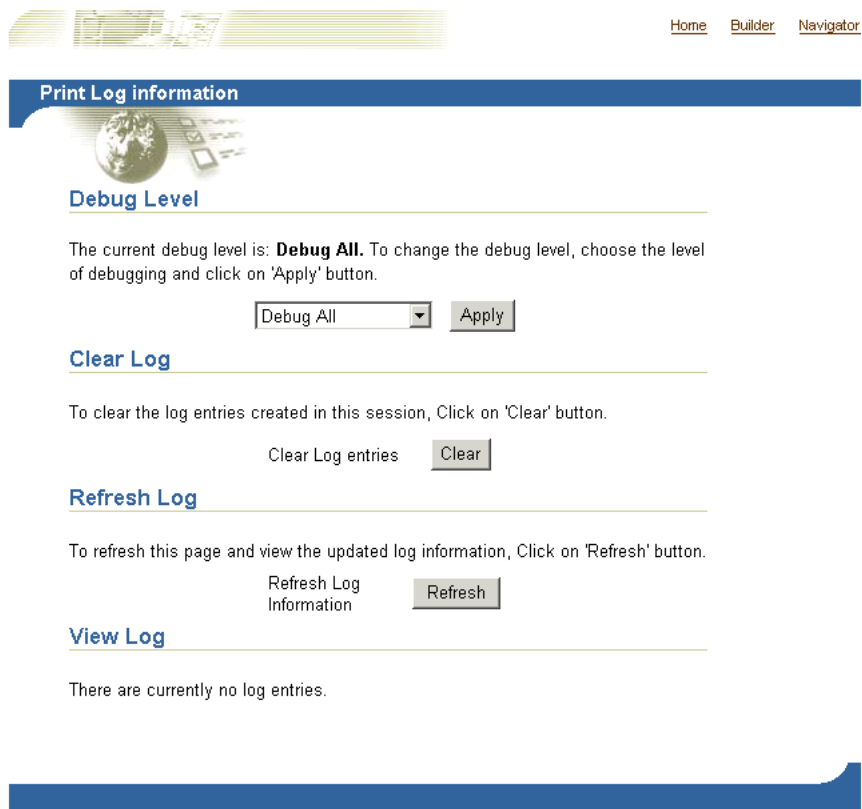 Home Builder Navigator
Print Log information
Debug Level
The current debug level is: Debug All. To change the debug level, choose the level
of debugging and click on 'Apply' button.
Debug All Apply
Clear Log
To clear the log entries created in this session, Click on 'Clear' button.
Clear Log entries Clear
Refresh Log
To refresh this page and view the updated log information, Click on 'Refresh' button.
Refresh Log
Information
Refresh
View Log
There are currently no log entries.